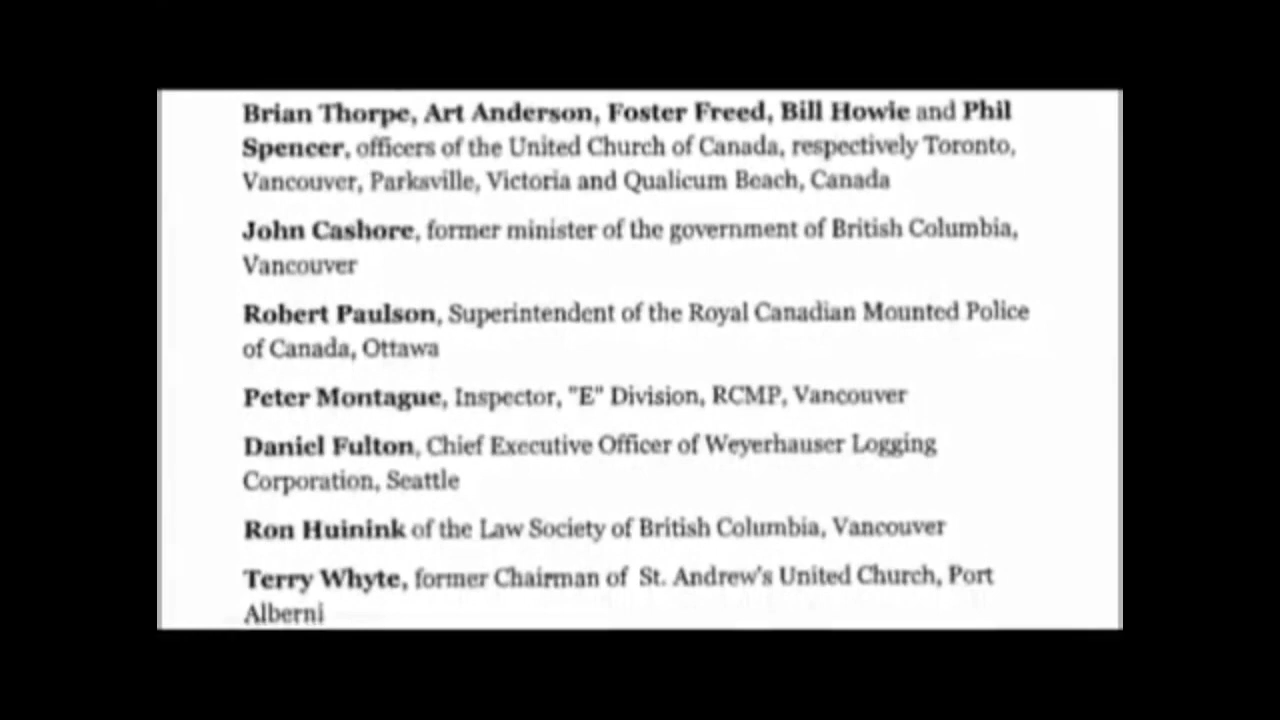 Brian Thorpe, Art Anderson, Foster Freed, Bill Howie and Phil
Spencer, officers of the United Church of Canada, respectively Toronto,
Vancouver, Parksville, Victoria and Qualicum Beach, Canada
John Cashore, former minister of the government of British Columbia,
Vancouver
Robert Paulson, Superintendent of the Royal Canadian Mounted Police
of Canada, Ottawa
Peter Montague, Inspector, "E" Division, RCMP, Vancouver
Daniel Fulton, Chief Executive Officer of Weyerhauser Logging
Corporation, Seattle
Ron Huinink of the Law Society of British Columbia, Vancouver
Terry Whyte, former Chairman of St. Andrew's United Church, Port
Alberni